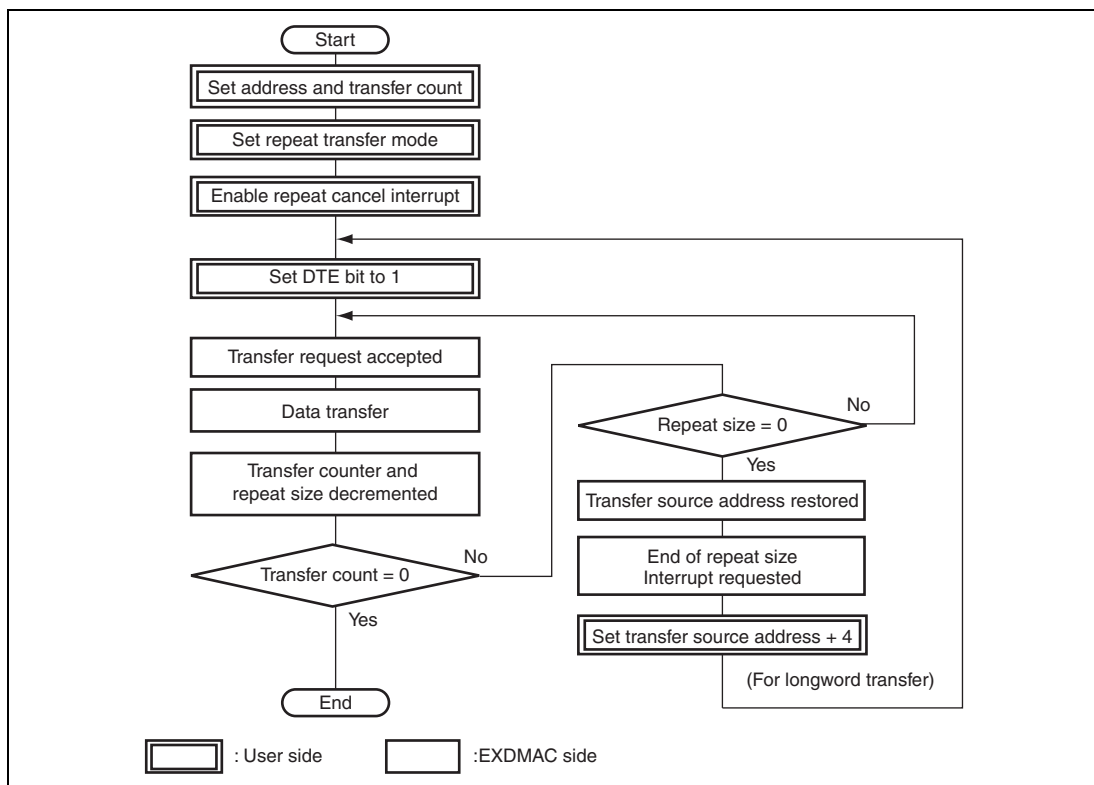 Start
Set address and transfer count
Set repeat transfer mode
Enable repeat cancel interrupt
Set DTE bit to 1
Transfer request accepted
Data transfer
Transfer counter and
repeat size decremented
Transfer count = 0
No
Yes
End
Repeat size = 0
No
Yes
Transfer source address restored
End of repeat size
Interrupt requested
Set transfer source address + 4
(For longword transfer)
: User side
:EXDMAC side